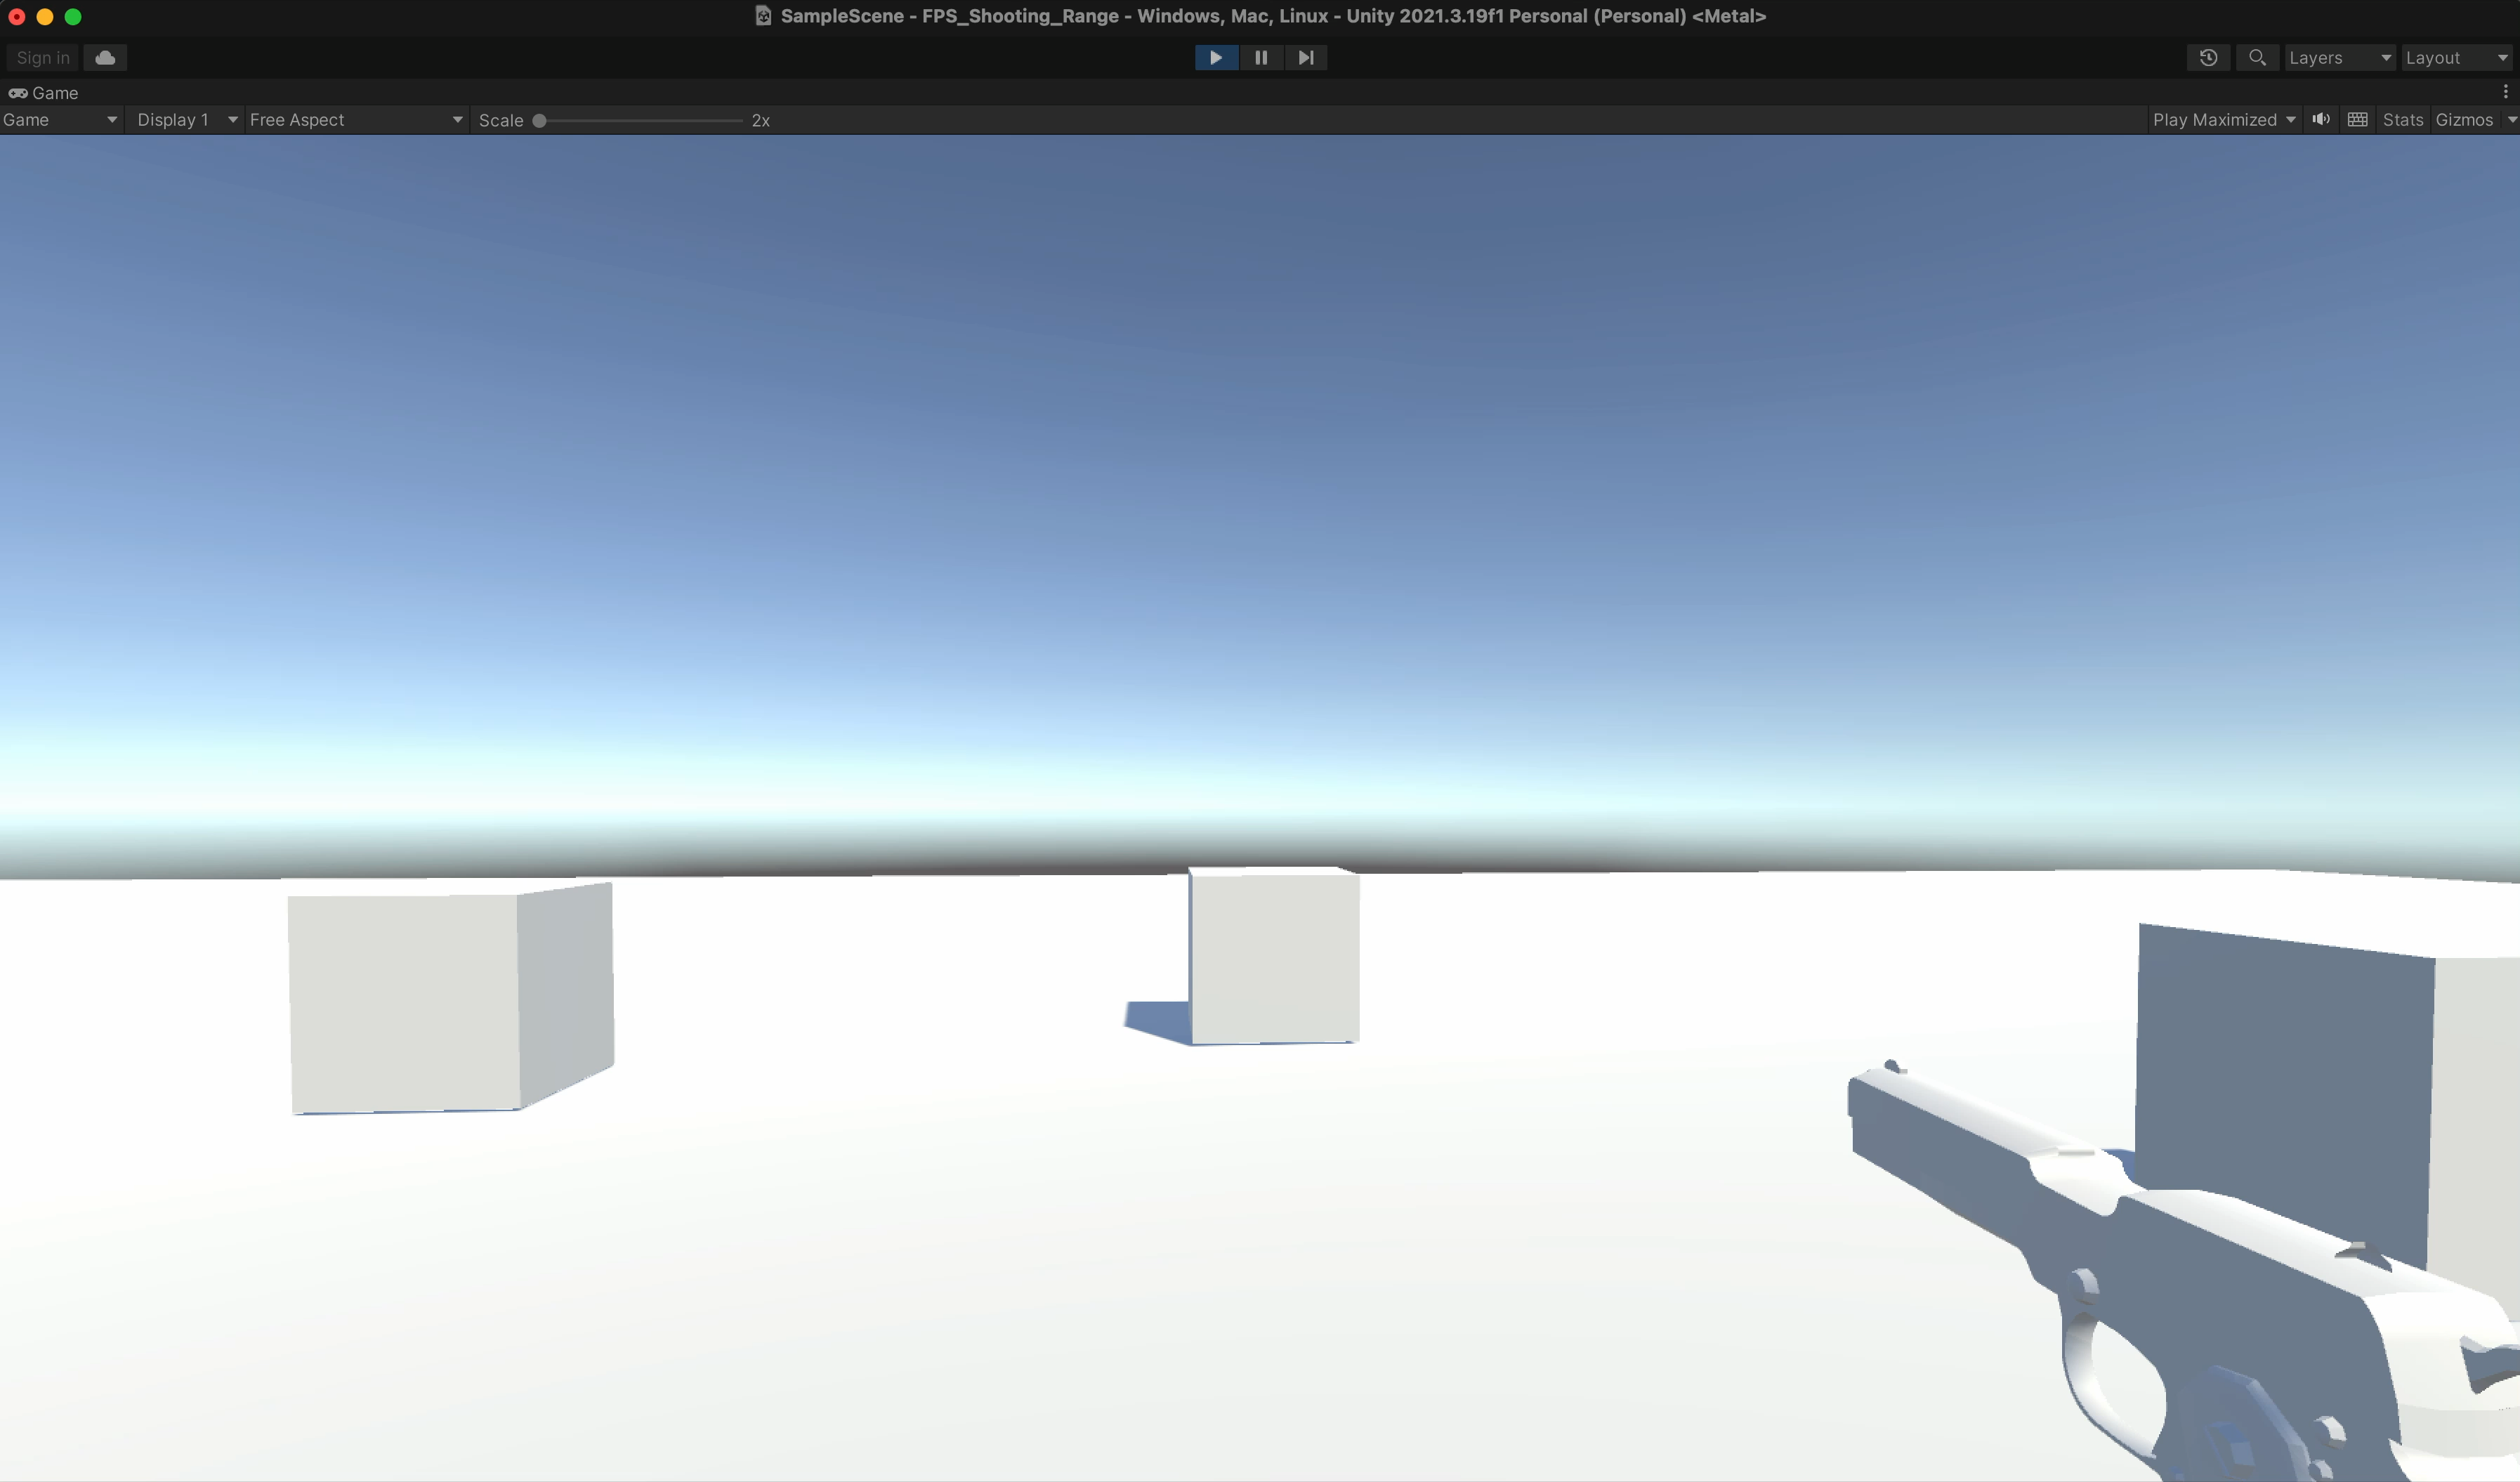 SampleScene - FPS_Shooting_Range - Windows, Mac, Linux - Unity 2021.3.19f1 Personal (Personal) <Metal>
Sign in Layers Layout
Game
Game Display 1 Free Aspect Scale 2x Play Maximized Stats Gizmos